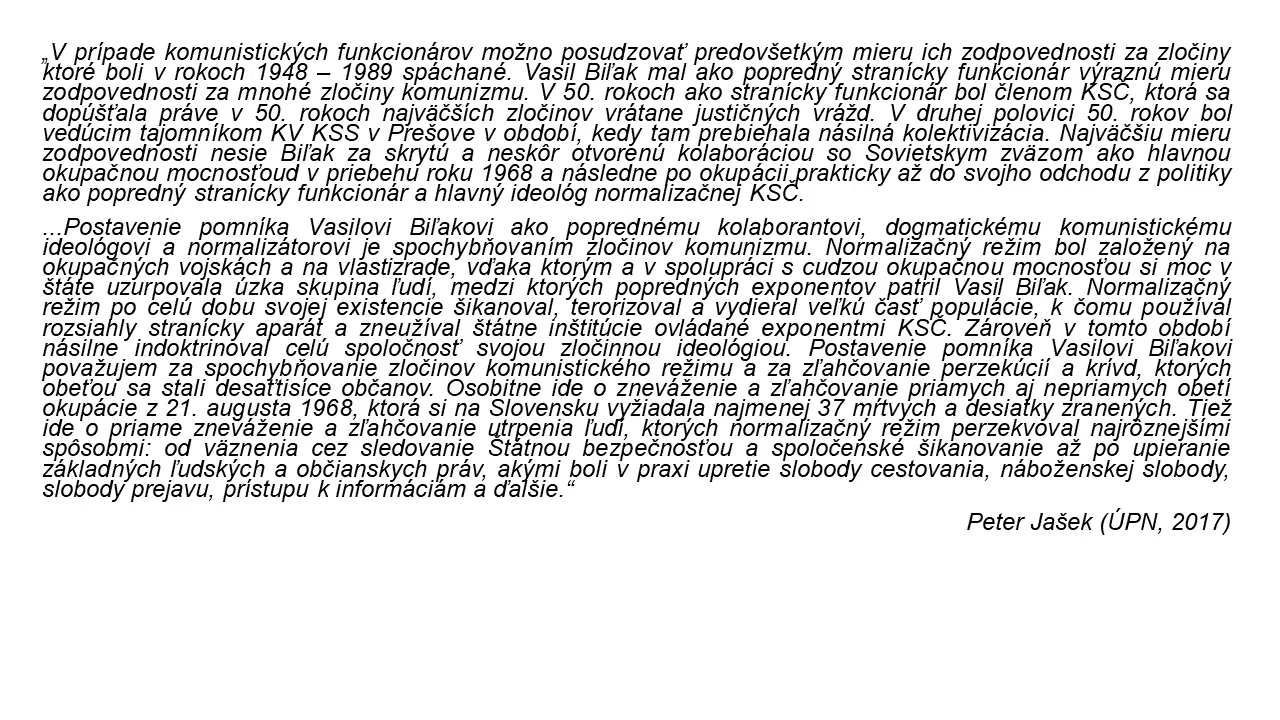 „V prípade komunistických funkcionárov možno posudzovať predovšetkým mieru ich zodpovednosti za zločiny
ktoré boli v rokoch 1948 – 1989 spáchané. Vasil Biľak mal ako popredný stranícky funkcionár výraznú mieru
zodpovednosti za mnohé zločiny komunizmu. V 50. rokoch ako stranícky funkcionár bol členom KSČ, ktorá sa
dopúšťala práve v 50. rokoch najväčších zločinov vrátane justičných vrážd. V druhej polovici 50. rokov bol
vedúcim tajomníkom KV KSS v Prešove v období, kedy tam prebiehala násilná kolektivizácia. Najväčšiu mieru
zodpovednosti nesie Biľak za skrytú a neskôr otvorenú kolaboráciou so Sovietskym zväzom ako hlavnou
okupačnou mocnosťoud v priebehu roku 1968 a následne po okupácii prakticky až do svojho odchodu z politiky
ako popredný stranícky funkcionár a hlavný ideológ normalizačnej KSČ.
...Postavenie pomníka Vasilovi Biľakovi ako poprednému kolaborantovi, dogmatickému komunistickému
ideológovi a normalizátorovi je spochybňovaním zločinov komunizmu. Normalizačný režim bol založený na
okupačných vojskách a na vlastizrade, vďaka ktorým a v spolupráci s cudzou okupačnou mocnosťou si moc v
štáte uzurpovala úzka skupina ľudí, medzi ktorých popredných exponentov patril Vasil Biľak. Normalizačný
režim po celú dobu svojej existencie šikanoval, terorizoval a vydieral veľkú časť populácie, k čomu používal
rozsiahly stranícky aparát a zneužíval štátne inštitúcie ovládané exponentmi KSČ. Zároveň v tomto období
násilne indoktrinoval celú spoločnosť svojou zločinnou ideológiou. Postavenie pomníka Vasilovi Biľakovi
považujem za spochybňovanie zločinov komunistického režimu a za zľahčovanie perzekúcií a krívd, ktorých
obeťou sa stali desaťtisíce občanov. Osobitne ide o zneváženie a zľahčovanie priamych aj nepriamych obetí
okupácie z 21. augusta 1968, ktorá si na Slovensku vyžiadala najmenej 37 mŕtvych a desiatky zranených. Tiež
ide o priame zneváženie a zľahčovanie utrpenia ľudí, ktorých normalizačný režim perzekvoval najrôznejšími
spôsobmi: od väznenia cez sledovanie Štátnou bezpečnosťou a spoločenské šikanovanie až po upieranie
základných ľudských a občianskych práv, akými boli v praxi upretie slobody cestovania, náboženskej slobody,
slobody prejavu, prístupu k informáciám a ďalšie.“
Peter Jašek (ÚPN, 2017)